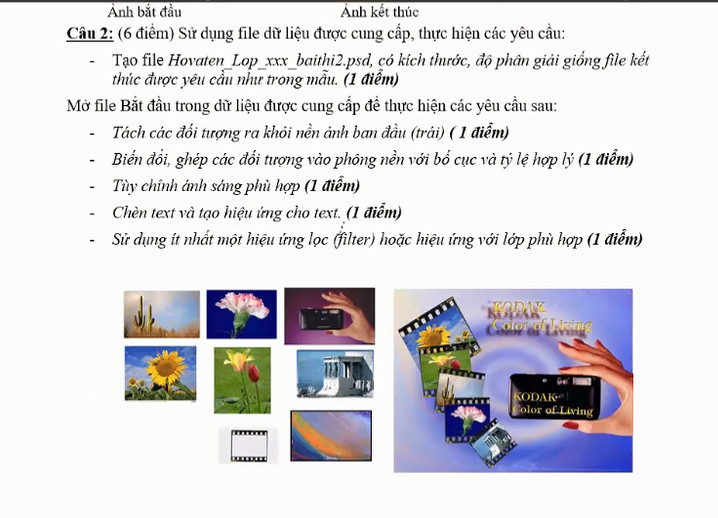 Ảnh bắt đầu Ảnh kết thúc
Câu 2: (6 điểm) Sử dụng file dữ liệu được cung cấp, thực hiện các yêu cầu:
- Tạo file Hovaten_Lop_xxx_baithi2.psd, có kích thước, độ phân giải giống file kết
thúc được yêu cầu như trong mẫu. (1 điểm)
Mở file Bắt đầu trong dữ liệu được cung cấp để thực hiện các yêu cầu sau:
- Tách các đối tượng ra khỏi nền ảnh ban đầu (trái) ( 1 điểm)
- Biến đổi, ghép các đối tượng vào phông nền với bố cục và tỷ lệ hợp lý (1 điểm)
- Tùy chỉnh ánh sáng phù hợp (1 điểm)
- Chèn text và tạo hiệu ứng cho text. (1 điểm)
- Sử dụng ít nhất một hiệu ứng lọc (filter) hoặc hiệu ứng với lớp phù hợp (1 điểm)
KODAK
Color of Living
KODAK
Color of Living